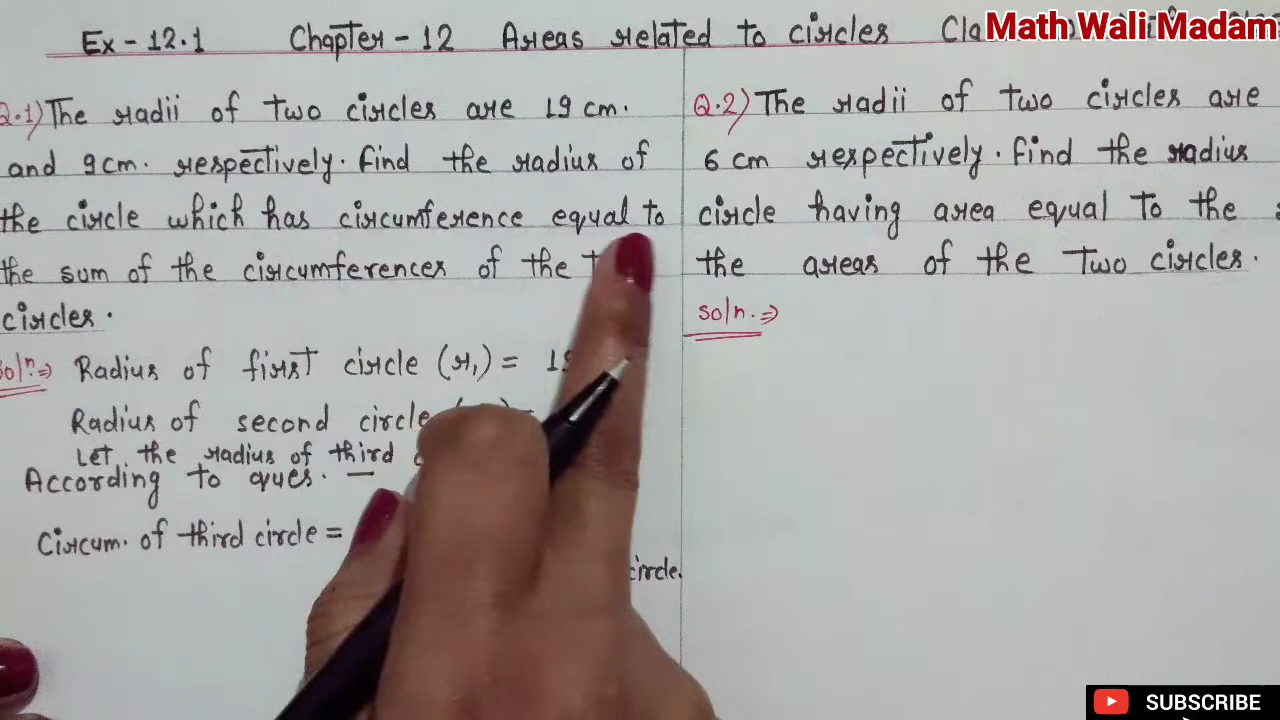 Ex - 12.1 Chapter - 12 Areas related to circles Cla
Math Wali Madam
Q.1) The radii of two circles are 19 cm.
and 9 cm. respectively. Find the radius of
the circle which has circumference equal to
the sum of the circumferences of the
circles.
Soln. ⇒ Radius of first circle (r₁) =
Radius of second circle
Let the radius of third
According to ques. —
Circum. of third circle =
circle.
Q.2) The radii of two circles are
6 cm respectively. Find the radius
circle having area equal to the
the areas of the two circles.
Soln. ⇒
SUBSCRIBE